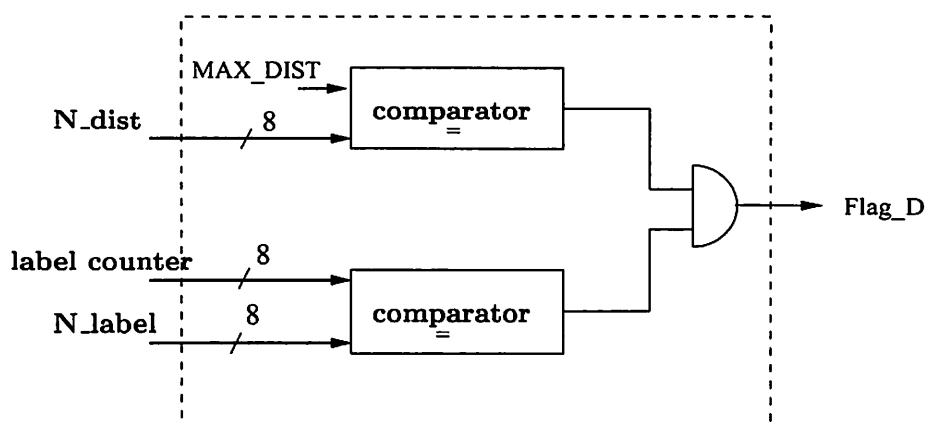 MAX_DIST
comparator
=
N_dist
8
Flag_D
label counter
8
comparator
=
N_label
8